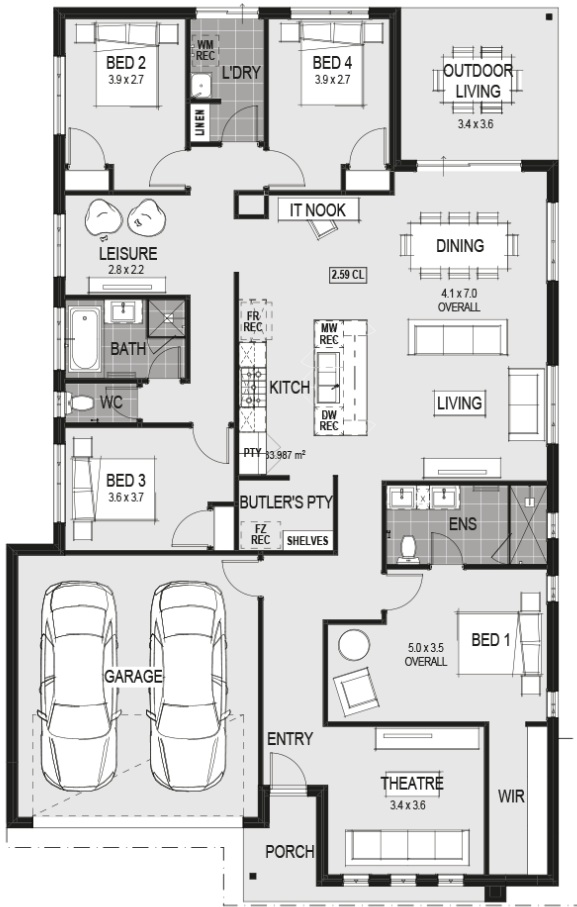 BED 2
3.9 x 2.7
WM
REC
L'DRY
LINEN
BED 4
3.9 x 2.7
OUTDOOR
LIVING
3.4 x 3.6
IT NOOK
LEISURE
2.8 x 2.2
DINING
4.1 x 7.0
OVERALL
2.59 CL
FR
REC
MW
REC
BATH
KITCH
LIVING
WC
DW
REC
PTY
33.987 m²
BED 3
3.6 x 3.7
BUTLER'S PTY
FZ
REC
SHELVES
ENS
BED 1
5.0 x 3.5
OVERALL
GARAGE
ENTRY
THEATRE
3.4 x 3.6
WIR
PORCH